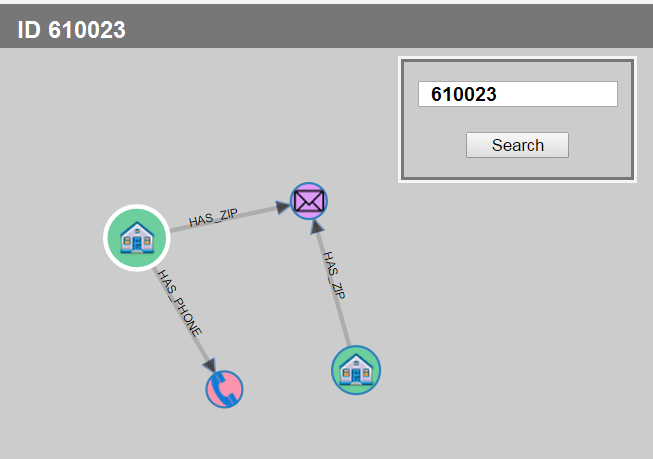 ID 610023
610023
Search
HAS_ZIP
HAS_ZIP
HAS_PHONE